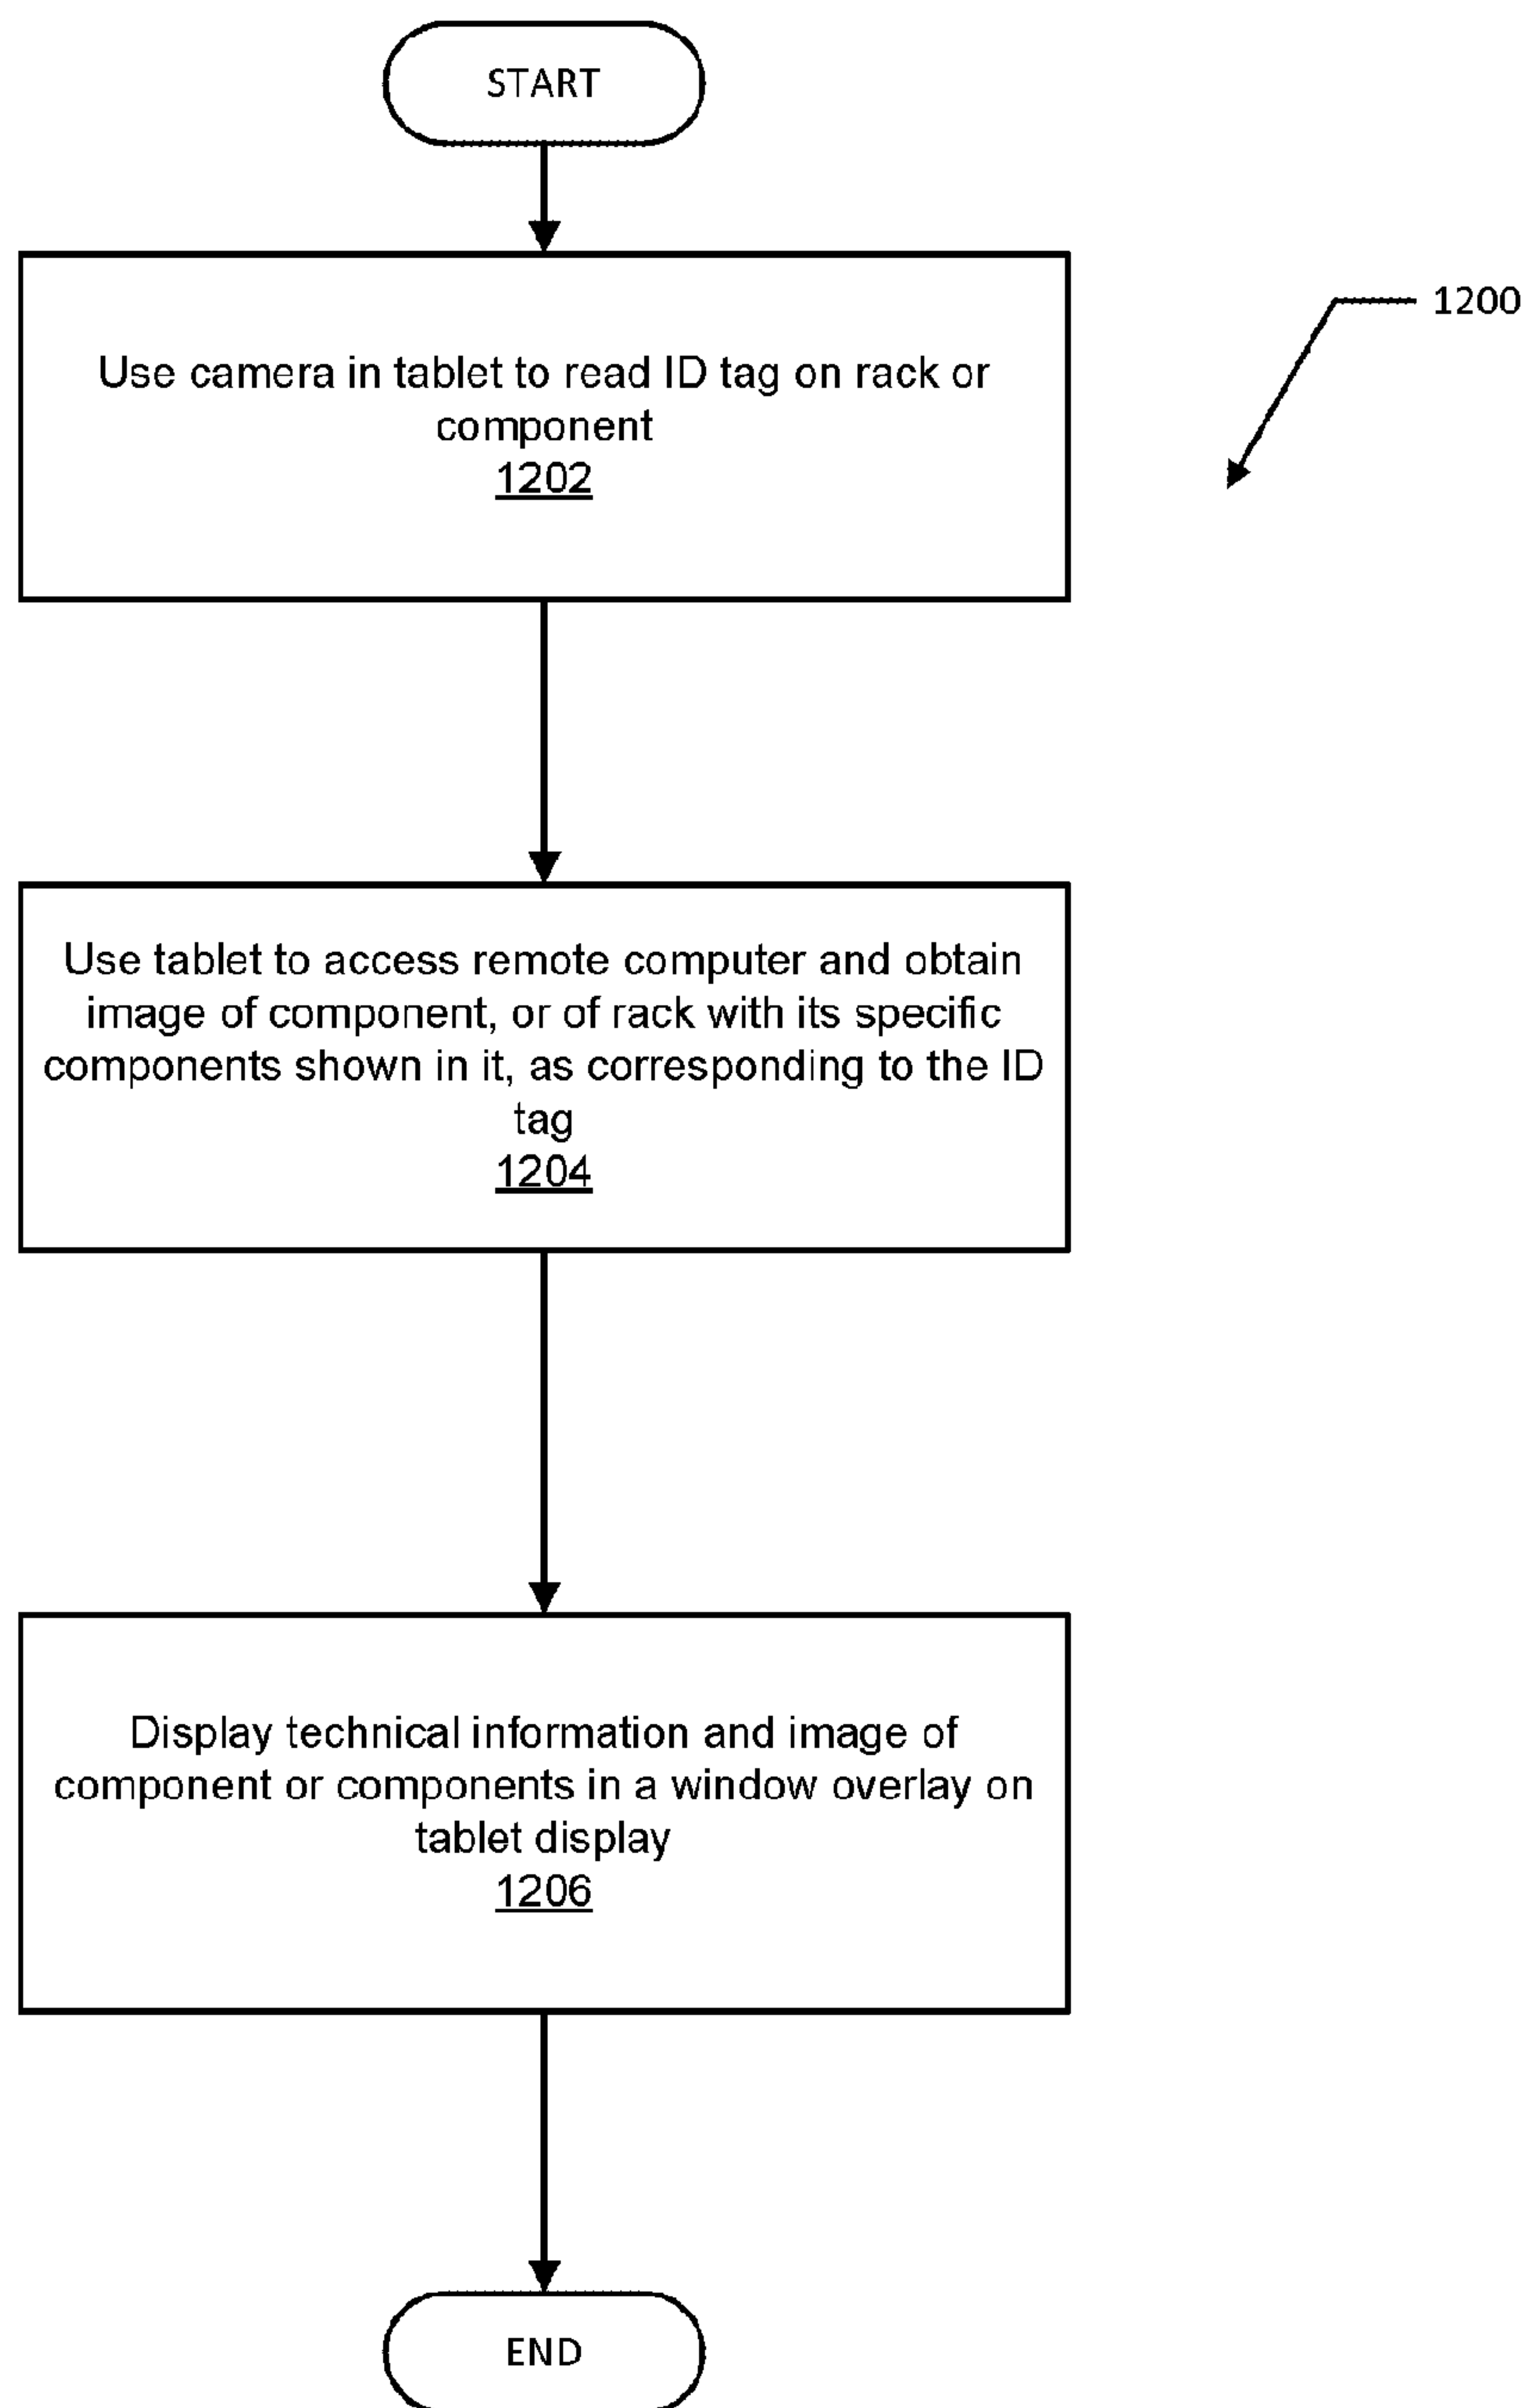 START
1200
Use camera in tablet to read ID tag on rack or
component
1202
Use tablet to access remote computer and obtain
image of component, or of rack with its specific
components shown in it, as corresponding to the ID
tag
1204
Display technical information and image of
component or components in a window overlay on
tablet display
1206
END